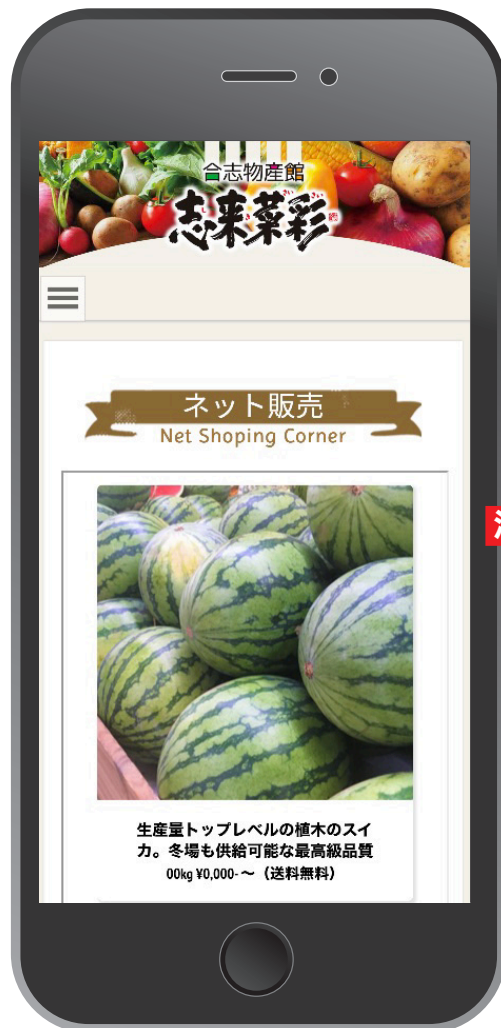 合志物産館
志来菜彩
ネット販売
Net Shoping Corner
生産量トップレベルの植木のスイ
カ。冬場も供給可能な最高級品質
00kg ¥0,000-～（送料無料）